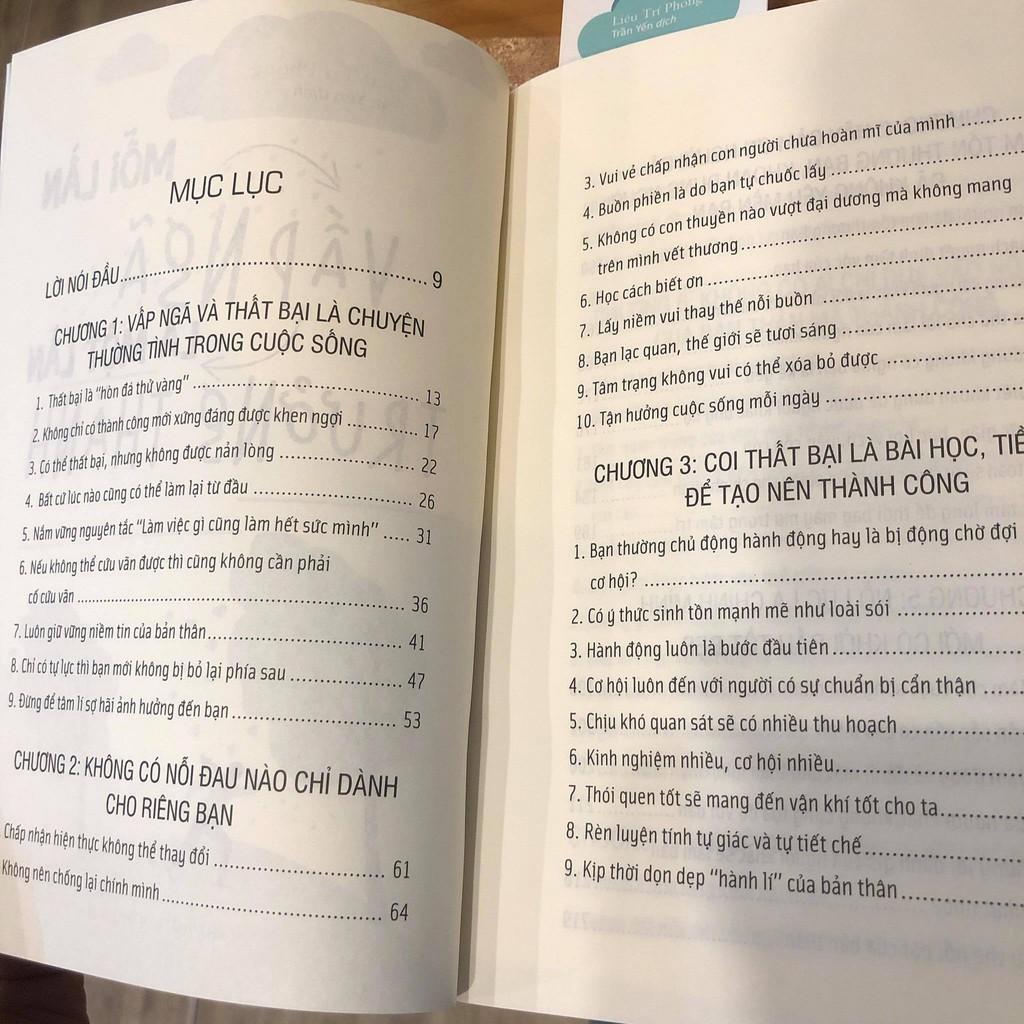 Liêu Trí Phong
Trần Yến dịch
MỤC LỤC
LỜI NÓI ĐẦU........................ 9
CHƯƠNG 1: VẤP NGÃ VÀ THẤT BẠI LÀ CHUYỆN
THƯỜNG TÌNH TRONG CUỘC SỐNG
1. Thất bại là “hòn đá thử vàng” ........................ 13
2. Không chỉ có thành công mới xứng đáng được khen ngợi ............ 17
3. Có thể thất bại, nhưng không được nản lòng .................. 22
4. Bất cứ lúc nào cũng có thể làm lại từ đầu ..................... 26
5. Nắm vững nguyên tắc “Làm việc gì cũng làm hết sức mình” ..... 31
6. Nếu không thể cứu vãn được thì cũng không cần phải
cố cứu vãn ........................ 36
7. Luôn giữ vững niềm tin của bản thân........................ 41
8. Chỉ có tự lực thì bạn mới không bị bỏ lại phía sau .................. 47
9. Đừng để tâm lí sợ hãi ảnh hưởng đến bạn ........................ 53
CHƯƠNG 2: KHÔNG CÓ NỖI ĐAU NÀO CHỈ DÀNH
CHO RIÊNG BẠN
Chấp nhận hiện thực không thể thay đổi ........................ 61
Không nên chống lại chính mình........................ 64
3. Vui vẻ chấp nhận con người chưa hoàn mĩ của mình ..........
4. Buồn phiền là do bạn tự chuốc lấy ........................
5. Không có con thuyền nào vượt đại dương mà không mang
trên mình vết thương........................
6. Học cách biết ơn ........................
7. Lấy niềm vui thay thế nỗi buồn ........................
8. Bạn lạc quan, thế giới sẽ tươi sáng ........................
9. Tâm trạng không vui có thể xóa bỏ được ..................
10. Tận hưởng cuộc sống mỗi ngày ........................
CHƯƠNG 3: COI THẤT BẠI LÀ BÀI HỌC, TIỀ
ĐỂ TẠO NÊN THÀNH CÔNG
1. Bạn thường chủ động hành động hay là bị động chờ đợi
cơ hội? ........................
2. Có ý thức sinh tồn mạnh mẽ như loài sói ..................
3. Hành động luôn là bước đầu tiên ........................
4. Cơ hội luôn đến với người có sự chuẩn bị cẩn thận .......
5. Chịu khó quan sát sẽ có nhiều thu hoạch ..................
6. Kinh nghiệm nhiều, cơ hội nhiều........................
7. Thói quen tốt sẽ mang đến vận khí tốt cho ta............
8. Rèn luyện tính tự giác và tự tiết chế........................
9. Kịp thời dọn dẹp “hành lí” của bản thân..................